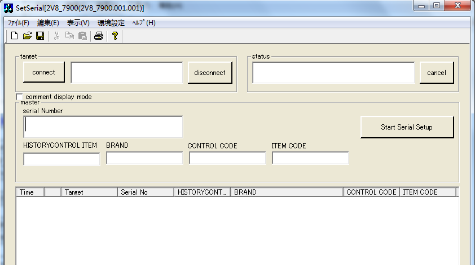 SetSerial[2V8_7900(2V8_7900.001.001)]
ファイル(F) 編集(E) 表示(V) 環境設定 ヘルプ(H)
target
connect
disconnect
status
cancel
comment display mode
master
serial Number
Start Serial Setup
HISTORYCONTROL ITEM BRAND CONTROL CODE ITEM CODE
Time Target Serial No HISTORYCONT... BRAND CONTROL CODE ITEM CODE